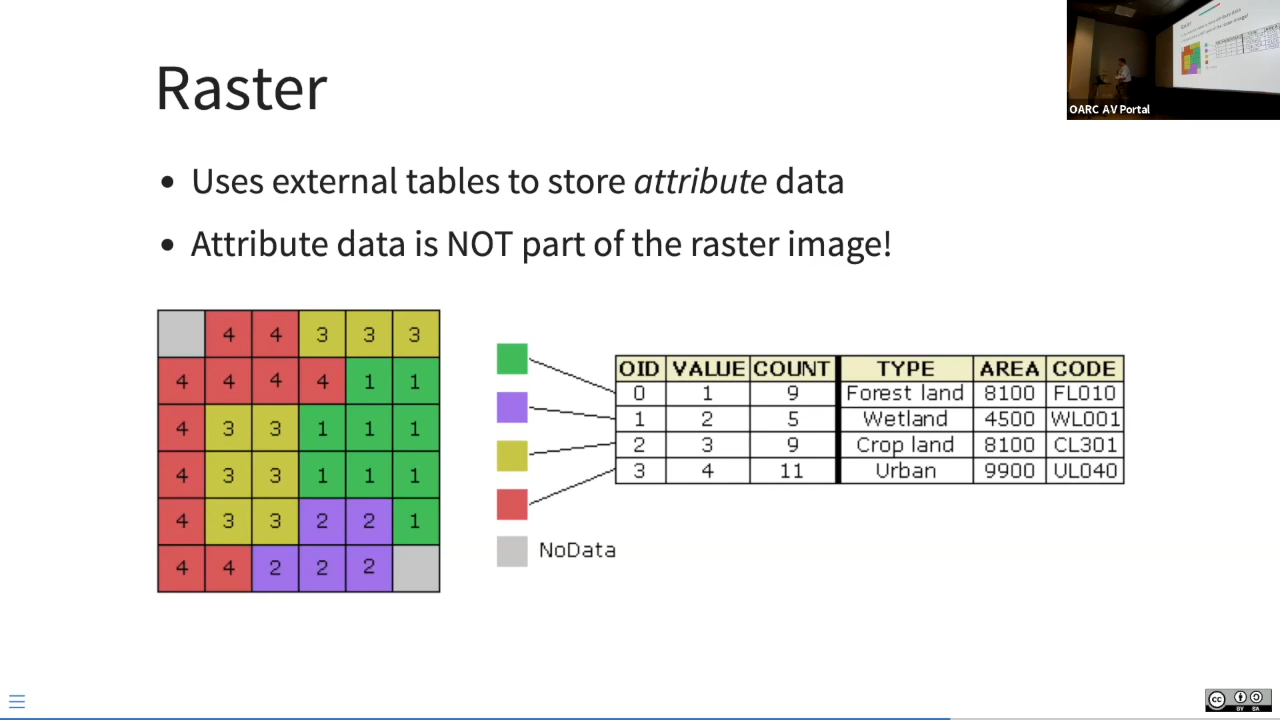 Raster
OARC AV Portal
• Uses external tables to store attribute data
• Attribute data is NOT part of the raster image!
4 4 3 3 3
4 4 4 4 1 1
4 3 3 1 1 1
4 3 3 1 1 1
4 3 3 2 2 1
4 4 2 2 2
OID VALUE COUNT TYPE AREA CODE
0 1 9 Forest land 8100 FL010
1 2 5 Wetland 4500 WL001
2 3 9 Crop land 8100 CL301
3 4 11 Urban 9900 UL040
NoData
cc BY SA